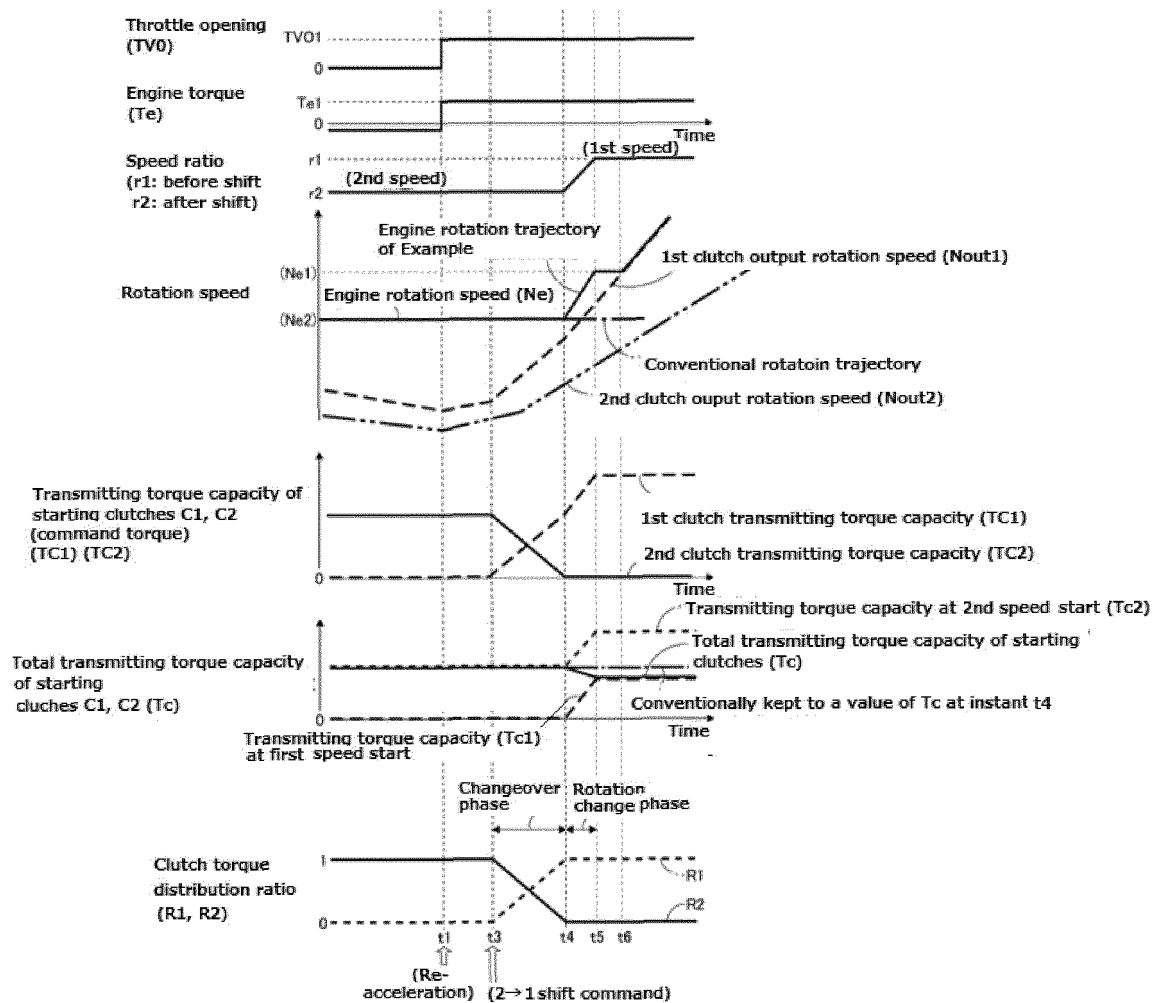 Throttle opening
(TV0)
TVO1
0
Engine torque
(Te)
Te1
0
Time
Speed ratio
(r1: before shift
r2: after shift)
r1
r2
(2nd speed)
(1st speed)
Engine rotation trajectory
of Example
1st clutch output rotation speed (Nout1)
(Ne1)
Rotation speed
Engine rotation speed (Ne)
(Ne2)
Conventional rotatoin trajectory
2nd clutch ouput rotation speed (Nout2)
Transmitting torque capacity of
starting clutches C1, C2
(command torque)
(TC1) (TC2)
1st clutch transmitting torque capacity (TC1)
2nd clutch transmitting torque capacity (TC2)
0
Time
Transmitting torque capacity at 2nd speed start (Tc2)
Total transmitting torque capacity of starting
clutches (Tc)
Total transmitting torque capacity
of starting
cluches C1, C2 (Tc)
Conventionally kept to a value of Tc at instant t4
0
Time
Transmitting torque capacity (Tc1)
at first speed start
Changeover
phase
Rotation
change phase
Clutch torque
distribution ratio
(R1, R2)
1
0
R1
R2
t1
t3
t4
t5
t6
(Re-
acceleration)
(2→1 shift command)